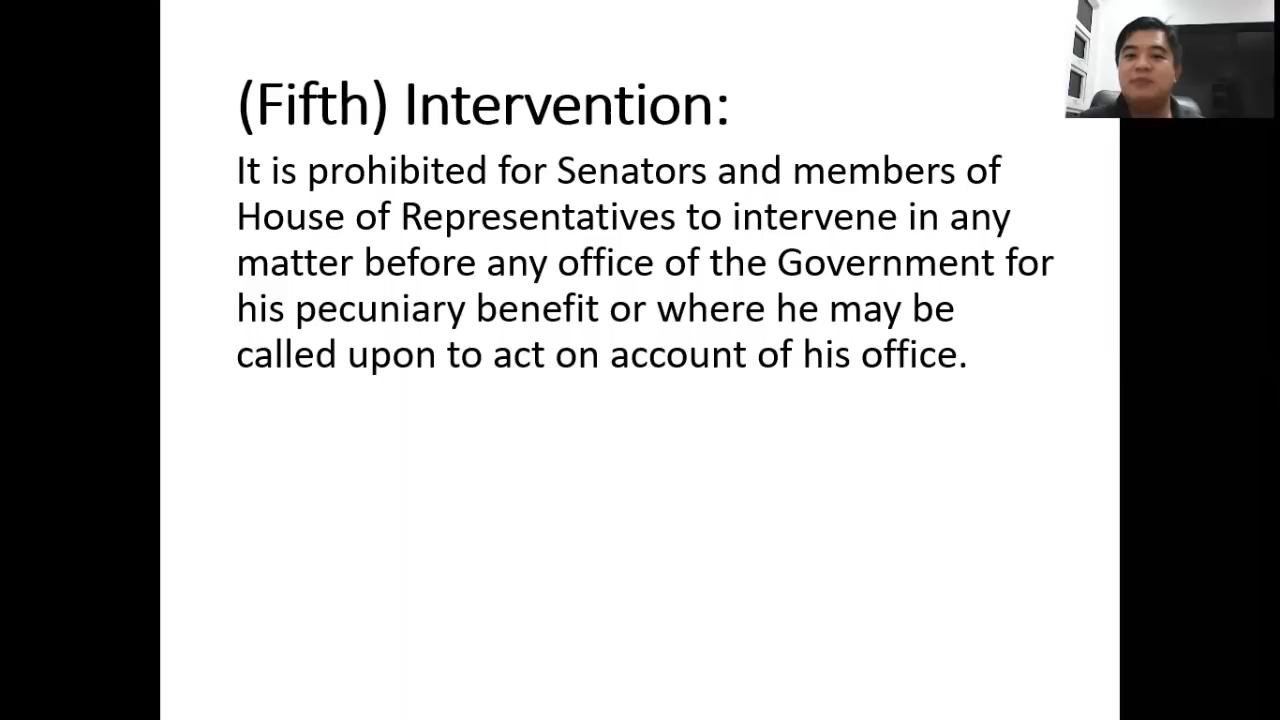 (Fifth) Intervention:
It is prohibited for Senators and members of
House of Representatives to intervene in any
matter before any office of the Government for
his pecuniary benefit or where he may be
called upon to act on account of his office.